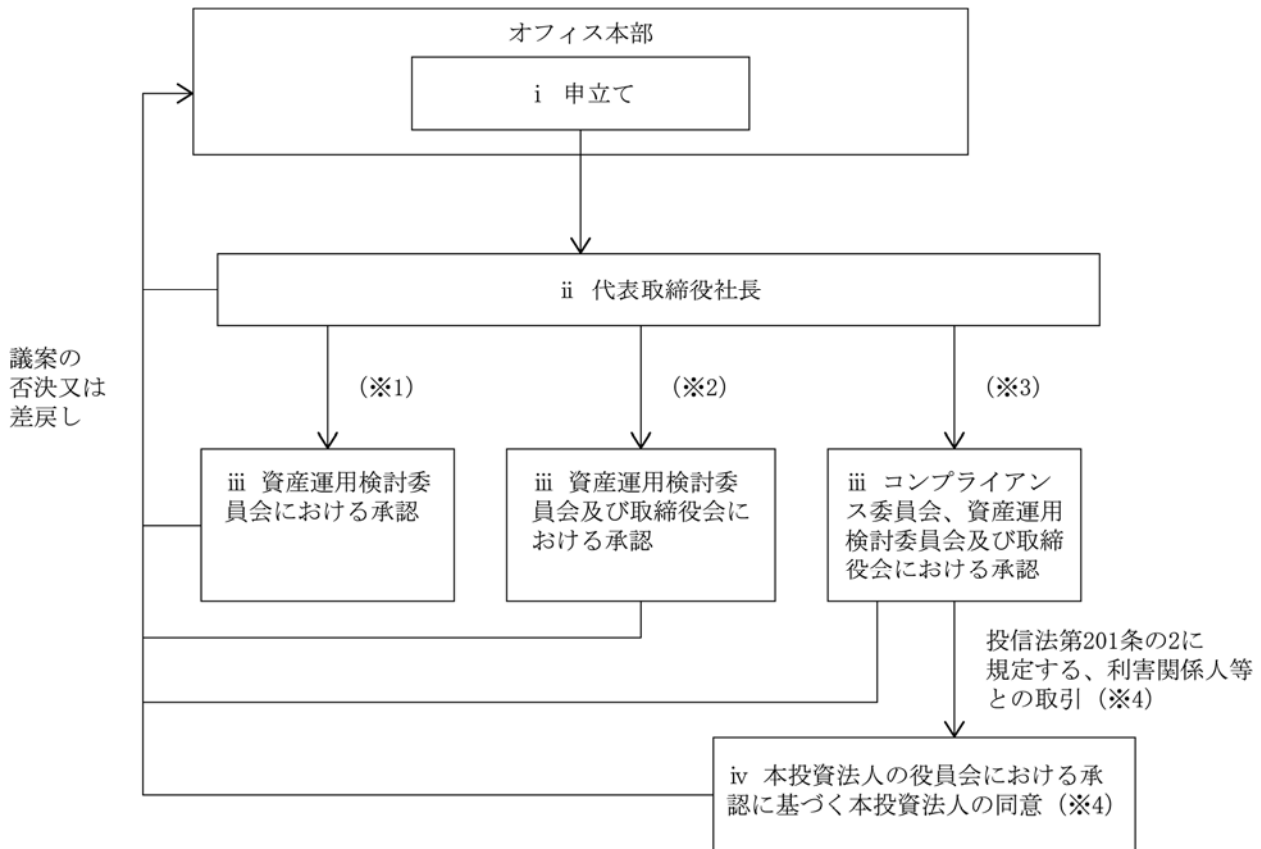 オフィス本部
ⅰ 申立て
ⅱ 代表取締役社長
議案の
否決又は
差戻し
(※1)
(※2)
(※3)
ⅲ 資産運用検討委
員会における承認
ⅲ 資産運用検討委
員会及び取締役会に
おける承認
ⅲ コンプライアン
ス委員会、資産運用
検討委員会及び取締
役会における承認
投信法第201条の2に
規定する、利害関係人等
との取引(※4)
ⅳ 本投資法人の役員会における承
認に基づく本投資法人の同意(※4)